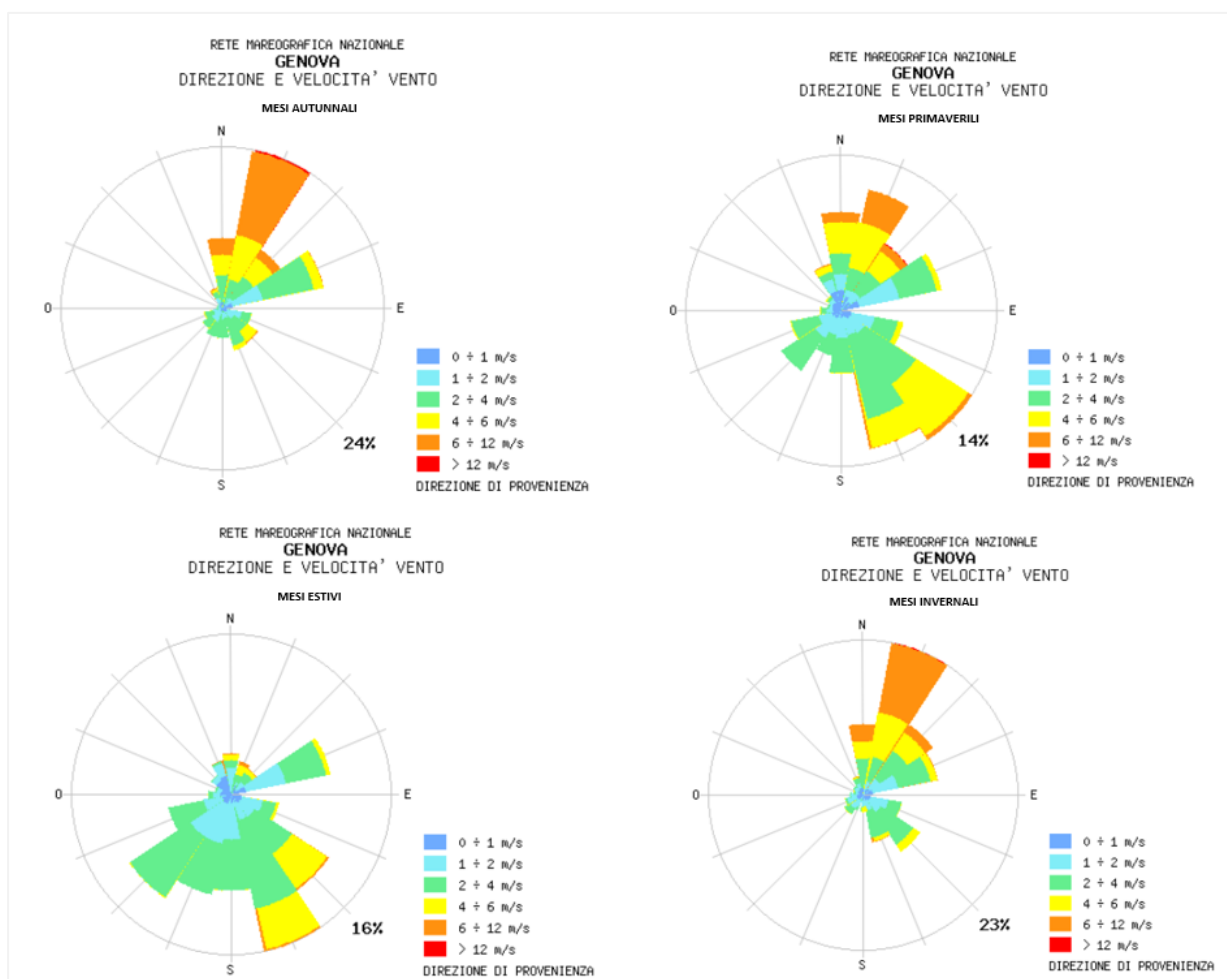 RETE MAREOGRAFICA NAZIONALE
GENOVA
DIREZIONE E VELOCITA' VENTO
MESI AUTUNNALI
N
O
E
S
24%
0 ÷ 1 m/s
1 ÷ 2 m/s
2 ÷ 4 m/s
4 ÷ 6 m/s
6 ÷ 12 m/s
> 12 m/s
DIREZIONE DI PROVENIENZA
RETE MAREOGRAFICA NAZIONALE
GENOVA
DIREZIONE E VELOCITA' VENTO
MESI PRIMAVERILI
N
O
E
S
14%
0 ÷ 1 m/s
1 ÷ 2 m/s
2 ÷ 4 m/s
4 ÷ 6 m/s
6 ÷ 12 m/s
> 12 m/s
DIREZIONE DI PROVENIENZA
RETE MAREOGRAFICA NAZIONALE
GENOVA
DIREZIONE E VELOCITA' VENTO
MESI ESTIVI
N
O
E
S
16%
0 ÷ 1 m/s
1 ÷ 2 m/s
2 ÷ 4 m/s
4 ÷ 6 m/s
6 ÷ 12 m/s
> 12 m/s
DIREZIONE DI PROVENIENZA
RETE MAREOGRAFICA NAZIONALE
GENOVA
DIREZIONE E VELOCITA' VENTO
MESI INVERNALI
N
O
E
S
23%
0 ÷ 1 m/s
1 ÷ 2 m/s
2 ÷ 4 m/s
4 ÷ 6 m/s
6 ÷ 12 m/s
> 12 m/s
DIREZIONE DI PROVENIENZA